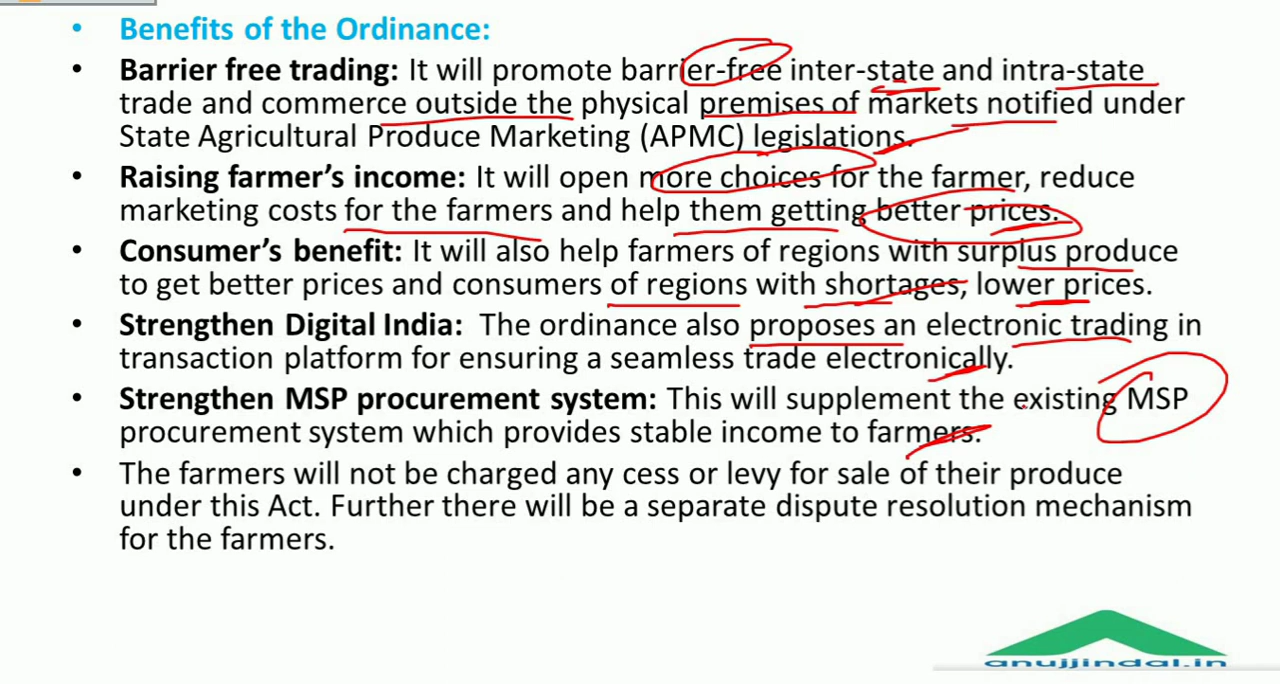 • Benefits of the Ordinance:
• Barrier free trading: It will promote barrier-free inter-state and intra-state
trade and commerce outside the physical premises of markets notified under
State Agricultural Produce Marketing (APMC) legislations.
• Raising farmer's income: It will open more choices for the farmer, reduce
marketing costs for the farmers and help them getting better prices.
• Consumer's benefit: It will also help farmers of regions with surplus produce
to get better prices and consumers of regions with shortages, lower prices.
• Strengthen Digital India: The ordinance also proposes an electronic trading in
transaction platform for ensuring a seamless trade electronically.
• Strengthen MSP procurement system: This will supplement the existing MSP
procurement system which provides stable income to farmers.
• The farmers will not be charged any cess or levy for sale of their produce
under this Act. Further there will be a separate dispute resolution mechanism
for the farmers.
anujjindal.in